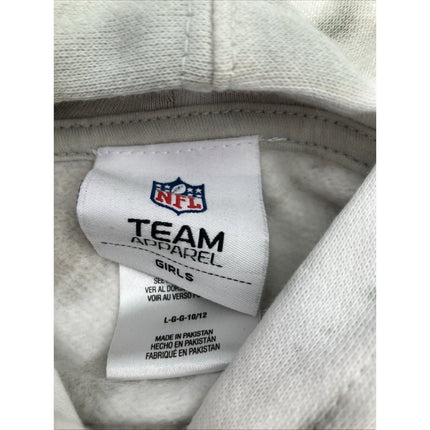 NFL
TEAM
APPAREL
GIRLS
VER AL DOR
VOIR AU VERSO
L-G-G-10/12
MADE IN PAKISTAN
HECHO EN PAKISTAN
FABRIQUÉ EN PAKISTAN